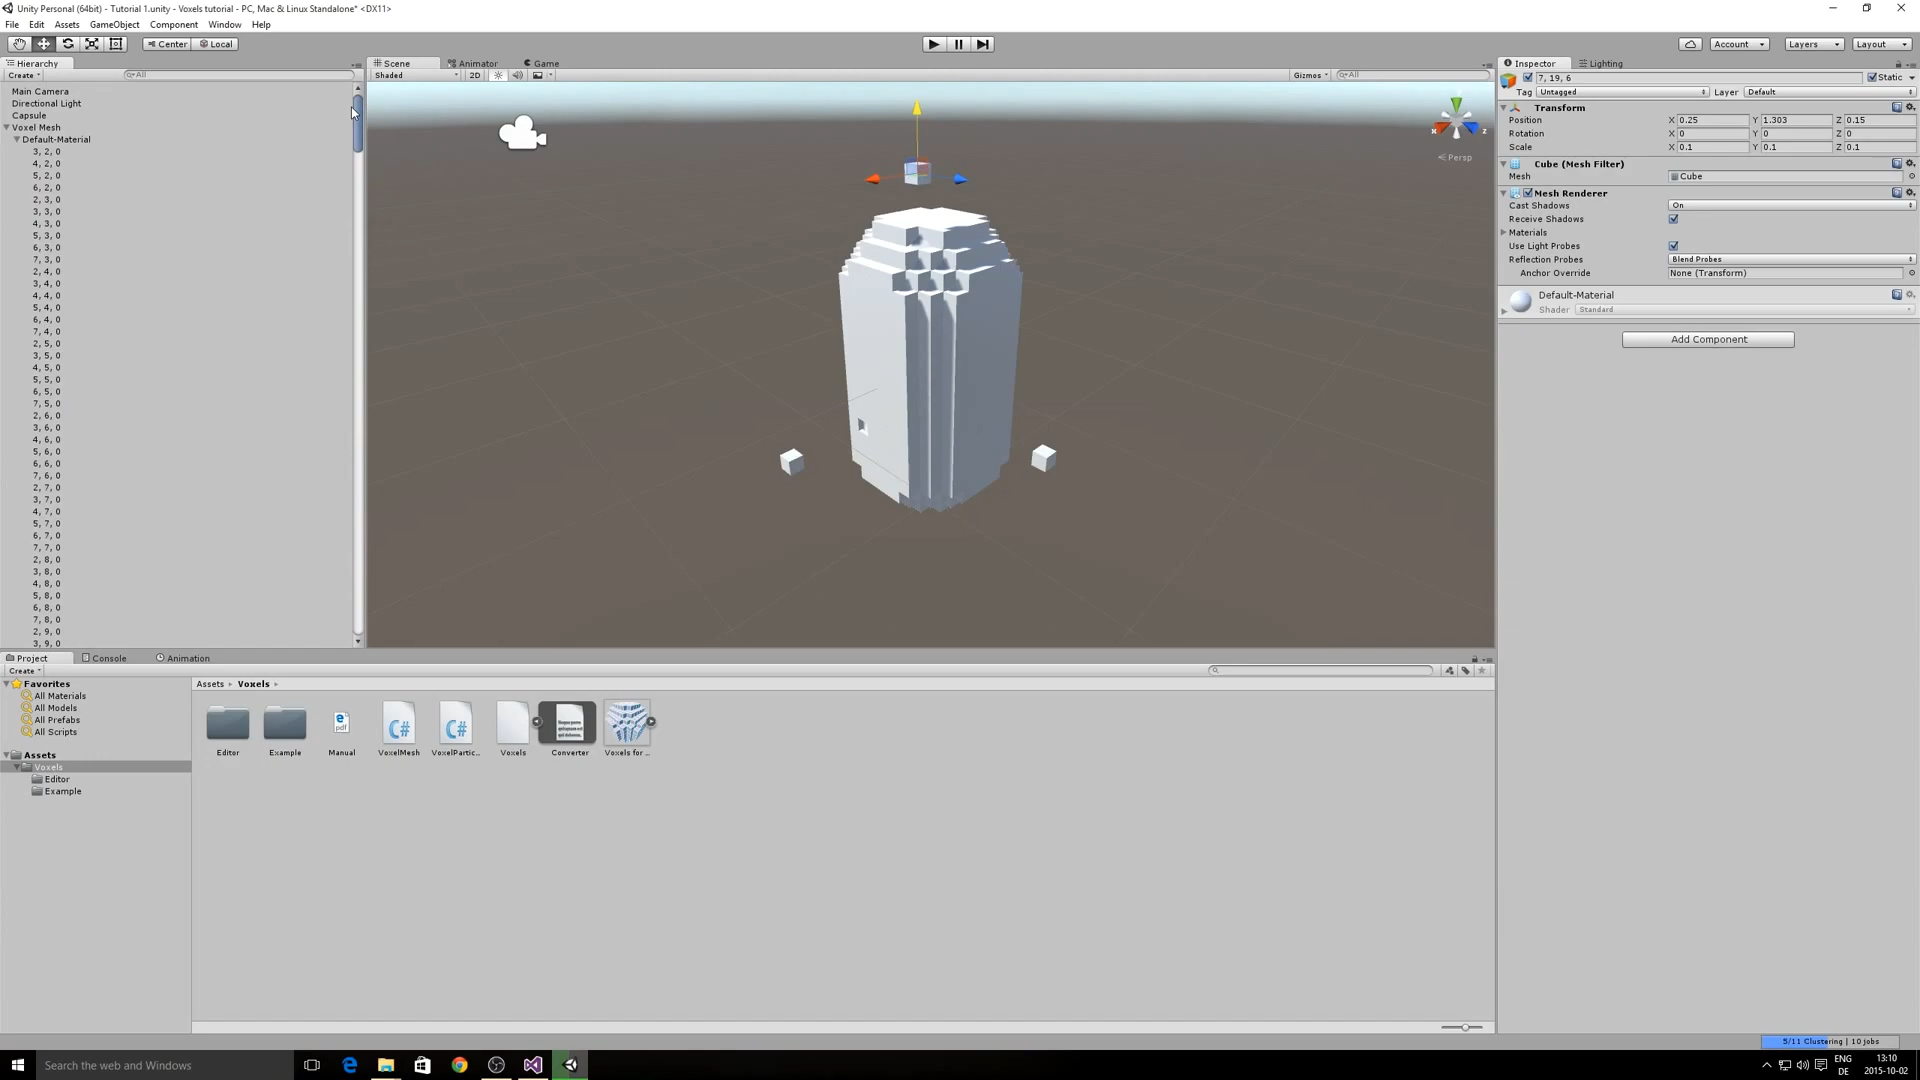 Unity Personal (64bit) - Tutorial 1.unity - Voxels tutorial - PC, Mac & Linux Standalone* <DX11>
File Edit Assets GameObject Component Window Help
Center Local Account Layers Layout
Hierarchy
Create All
Main Camera
Directional Light
Capsule
Voxel Mesh
Default-Material
3, 2, 0
4, 2, 0
5, 2, 0
6, 2, 0
2, 3, 0
3, 3, 0
4, 3, 0
5, 3, 0
6, 3, 0
7, 3, 0
2, 4, 0
3, 4, 0
4, 4, 0
5, 4, 0
6, 4, 0
7, 4, 0
2, 5, 0
3, 5, 0
4, 5, 0
5, 5, 0
6, 5, 0
7, 5, 0
2, 6, 0
3, 6, 0
4, 6, 0
5, 6, 0
6, 6, 0
7, 6, 0
2, 7, 0
3, 7, 0
4, 7, 0
5, 7, 0
6, 7, 0
7, 7, 0
2, 8, 0
3, 8, 0
4, 8, 0
5, 8, 0
6, 8, 0
7, 8, 0
2, 9, 0
3, 9, 0
Scene Animator Game
Shaded 2D Gizmos All
x z
Persp
Inspector Lighting
7, 19, 6 Static
Tag Untagged Layer Default
Transform
Position X 0.25 Y 1.303 Z 0.15
Rotation X 0 Y 0 Z 0
Scale X 0.1 Y 0.1 Z 0.1
Cube (Mesh Filter)
Mesh Cube
Mesh Renderer
Cast Shadows On
Receive Shadows
Materials
Use Light Probes
Reflection Probes Blend Probes
Anchor Override None (Transform)
Default-Material
Shader Standard
Add Component
Project Console Animation
Create
Favorites
All Materials
All Models
All Prefabs
All Scripts
Assets
Voxels
Editor
Example
Assets Voxels
C# C#
pdf
Editor Example Manual VoxelMesh VoxelPartic... Voxels Converter Voxels for ...
5/11 Clustering | 10 jobs
Search the web and Windows
ENG
DE
13:10
2015-10-02